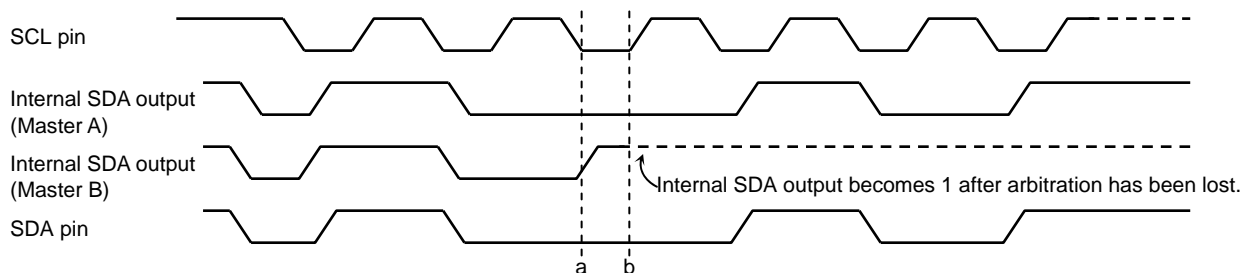 SCL pin
Internal SDA output
(Master A)
Internal SDA output
(Master B)
Internal SDA output becomes 1 after arbitration has been lost.
SDA pin
a b